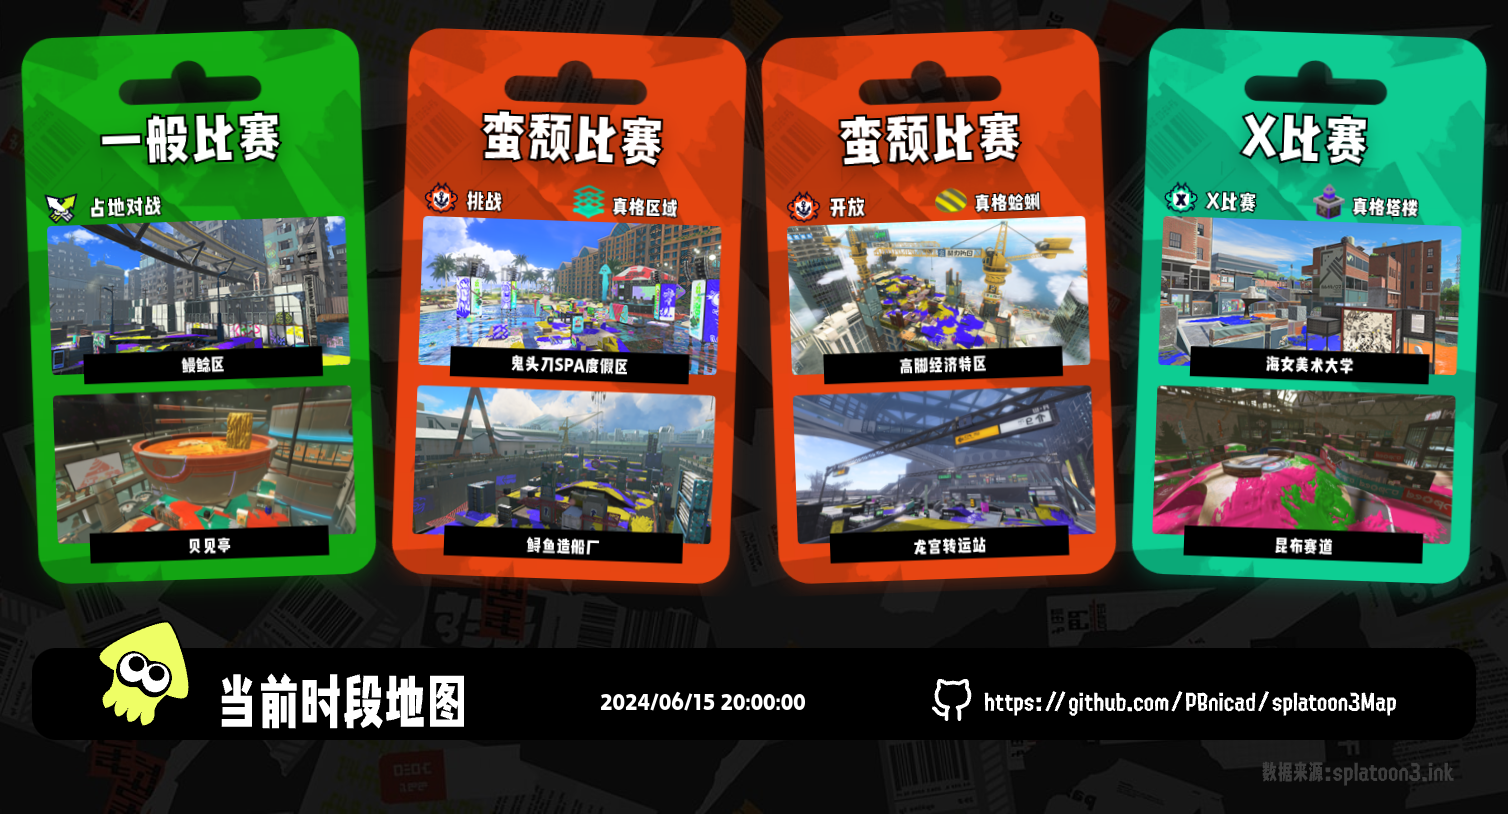 一般比赛
占地对战
鳗鲶区
贝见亭
蛮颓比赛
挑战
真格区域
鬼头刀SPA度假区
鲟鱼造船厂
蛮颓比赛
开放
真格蛤蜊
高脚经济特区
龙宫转运站
X比赛
X比赛
真格塔楼
海女美术大学
昆布赛道
当前时段地图
2024/06/15 20:00:00
https://github.com/PBnicad/splatoon3Map
数据来源:splatoon3.ink